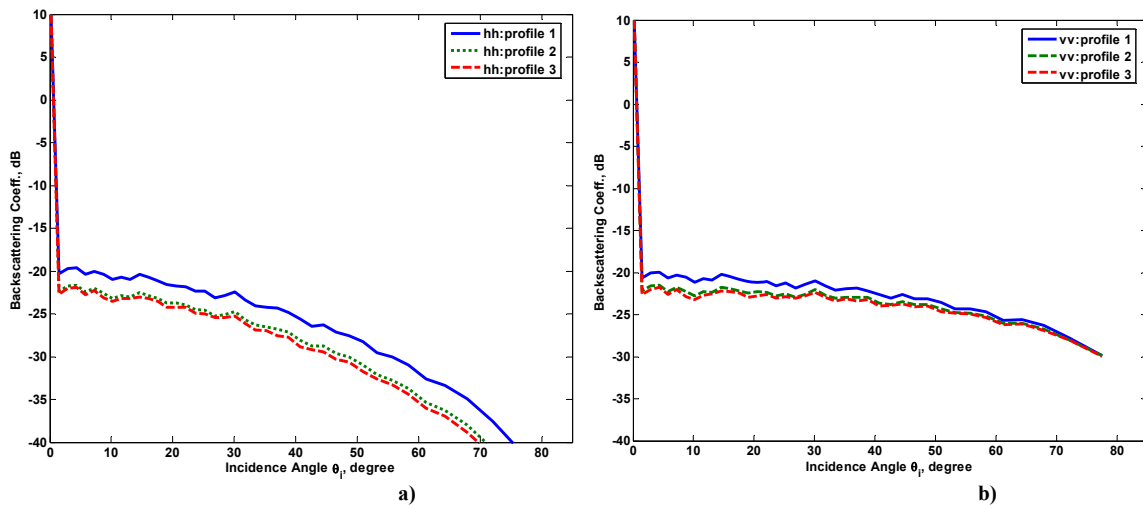 10
5
0
-5
-10
-15
-20
-25
-30
-35
-40
Backscattering Coeff., dB
hh:profile 1
hh:profile 2
hh:profile 3
0 10 20 30 40 50 60 70 80
Incidence Angle θi, degree
a)
10
5
0
-5
-10
-15
-20
-25
-30
-35
-40
Backscattering Coeff., dB
vv:profile 1
vv:profile 2
vv:profile 3
0 10 20 30 40 50 60 70 80
Incidence Angle θi, degree
b)